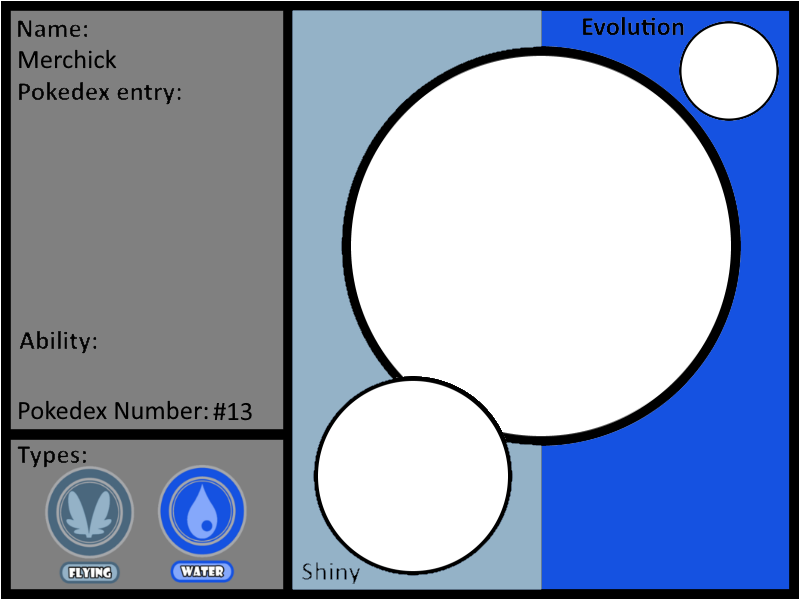 Name:
Merchick
Pokedex entry:
Ability:
Pokedex Number: #13
Types:
FLYING
WATER
Evolution
Shiny